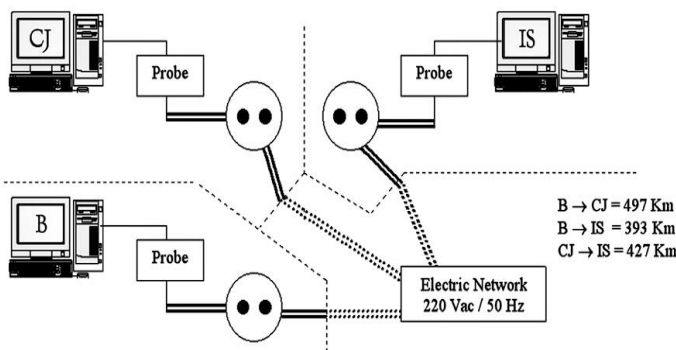 CJ
Probe
IS
Probe
B
Probe
B → CJ = 497 Km
B → IS = 393 Km
CJ → IS = 427 Km
Electric Network
220 Vac / 50 Hz